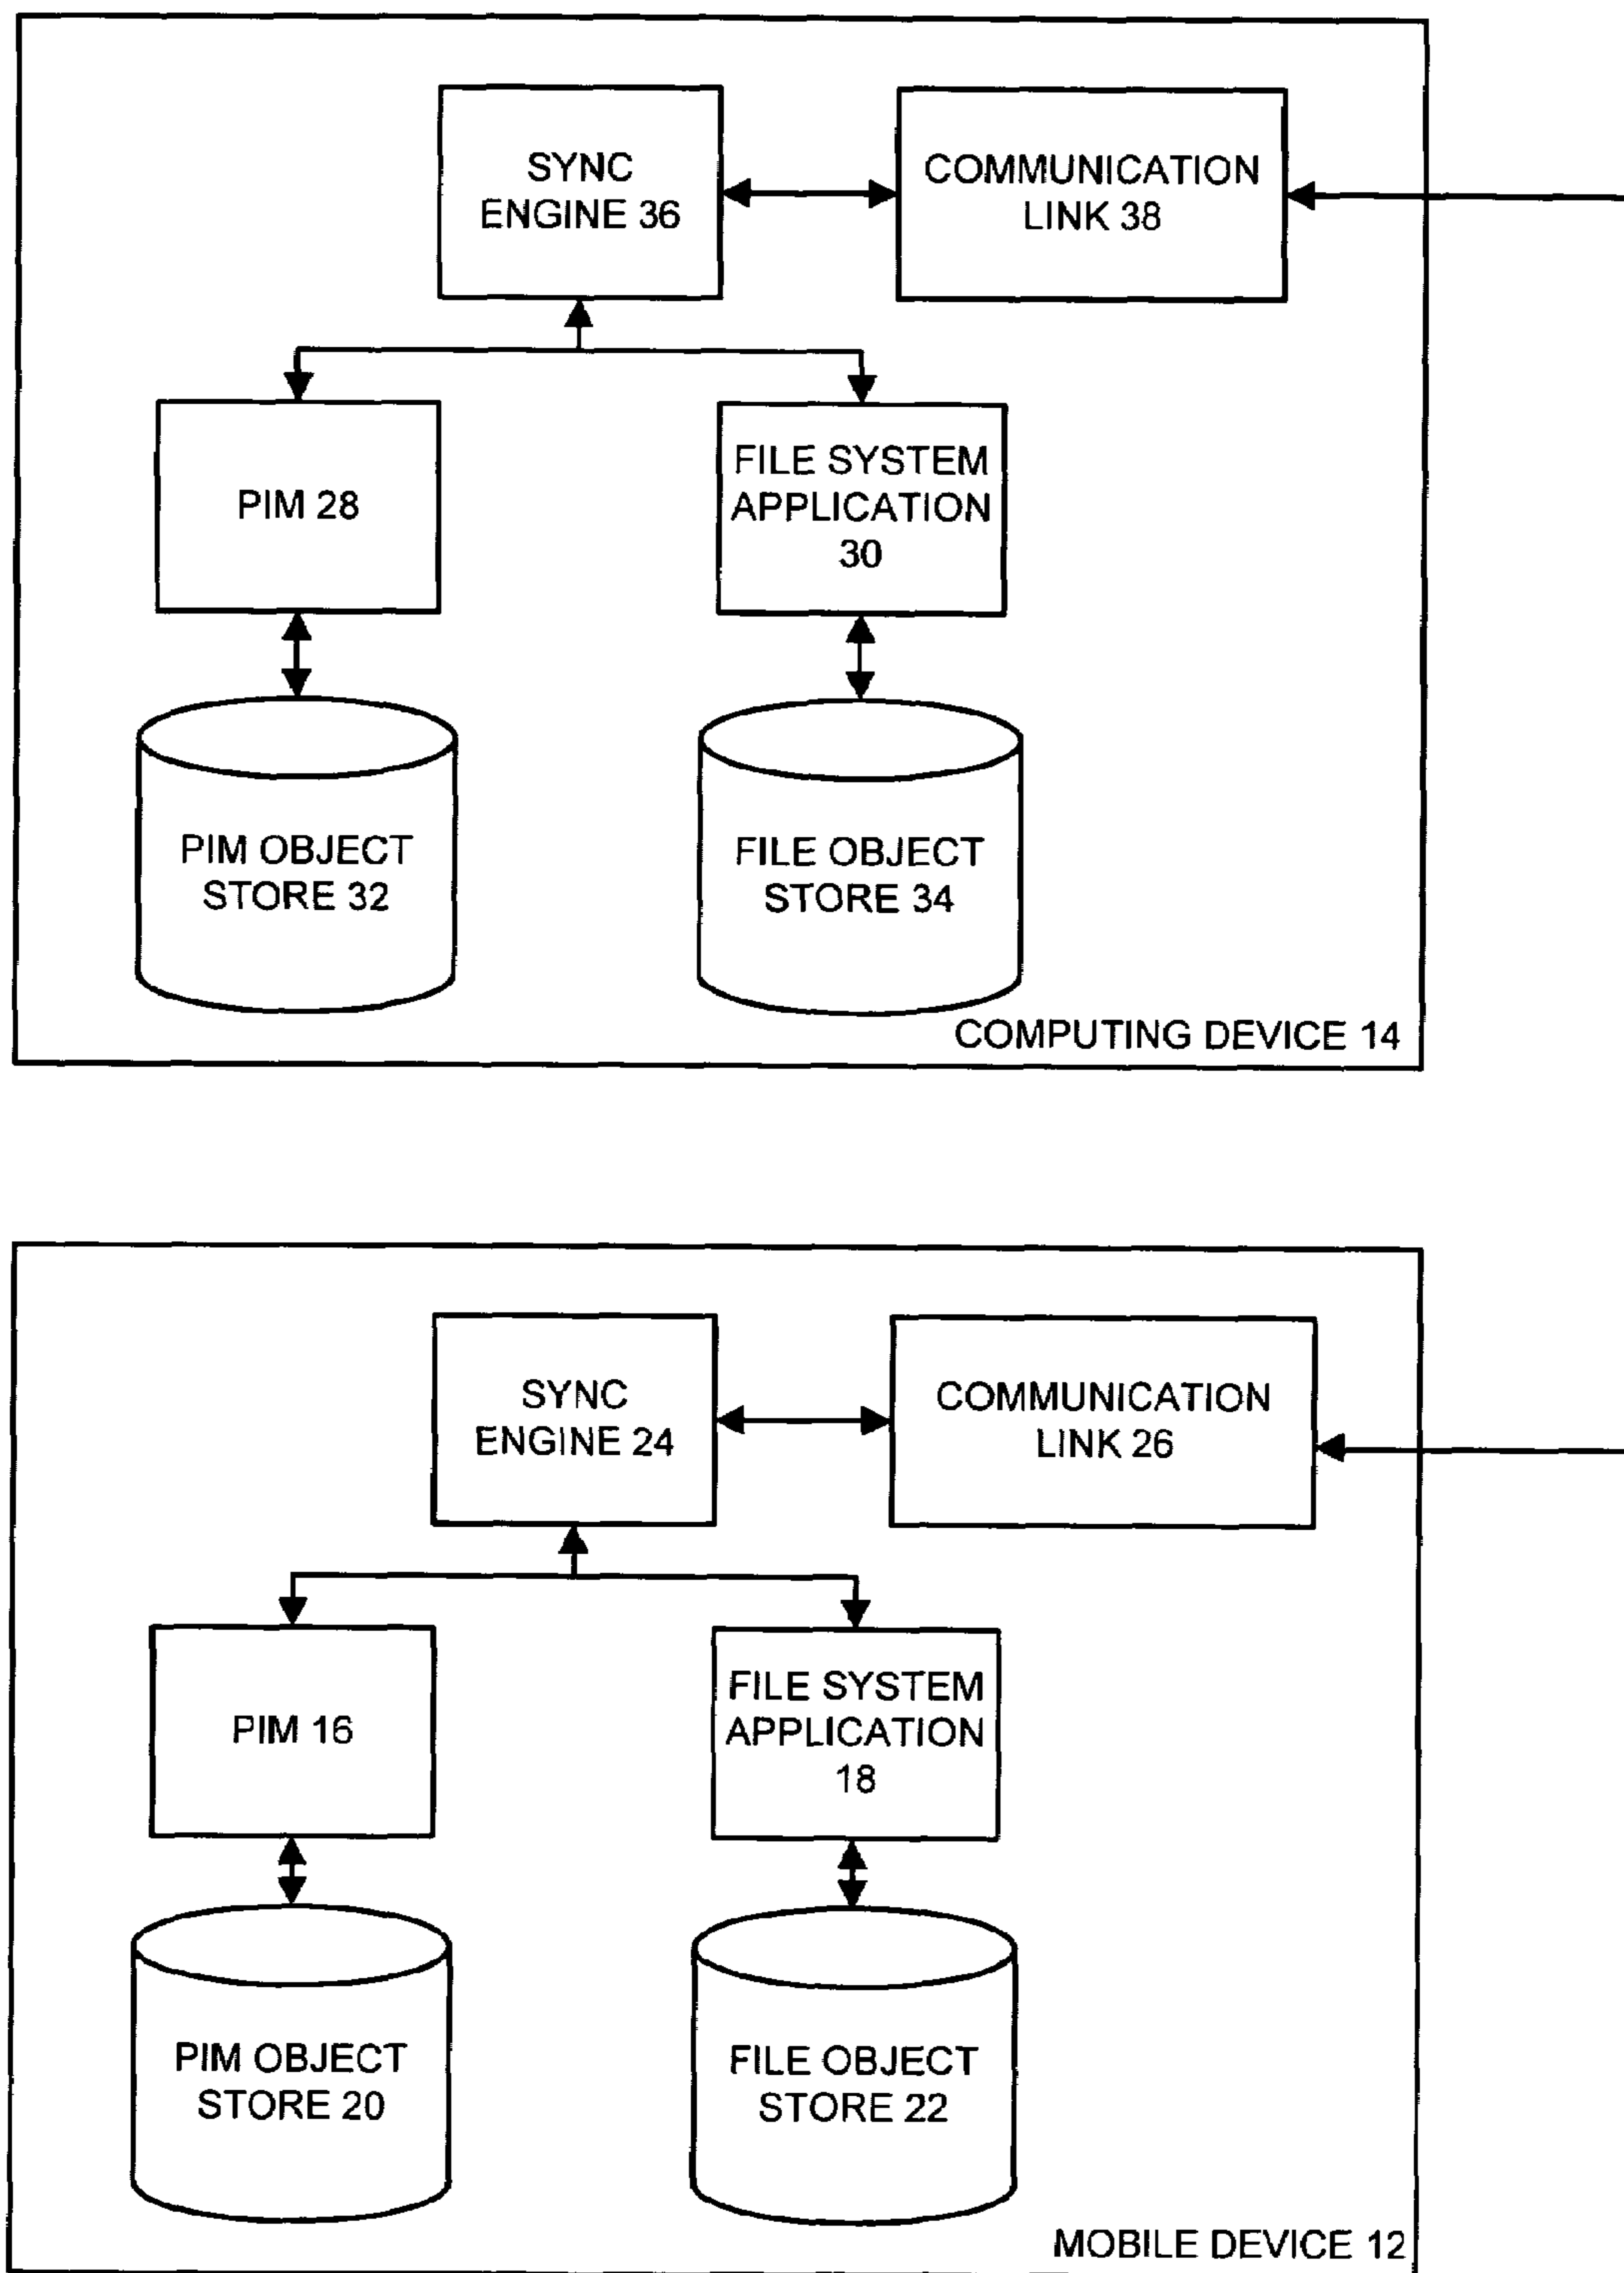 SYNC
ENGINE 36
COMMUNICATION
LINK 38
PIM 28
FILE SYSTEM
APPLICATION
30
PIM OBJECT
STORE 32
FILE OBJECT
STORE 34
COMPUTING DEVICE 14
SYNC
ENGINE 24
COMMUNICATION
LINK 26
PIM 16
FILE SYSTEM
APPLICATION
18
PIM OBJECT
STORE 20
FILE OBJECT
STORE 22
MOBILE DEVICE 12